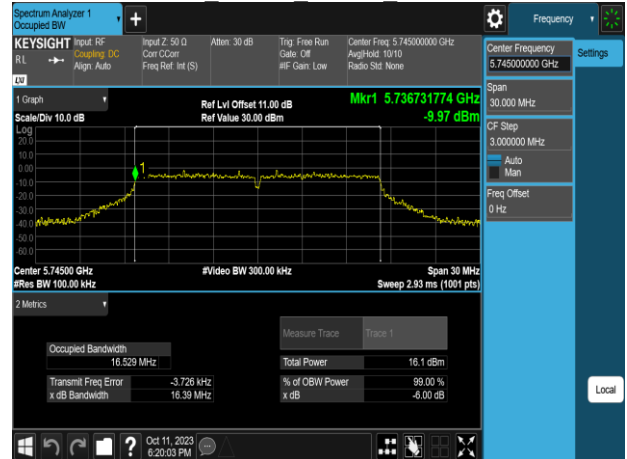 Spectrum Analyzer 1
Occupied BW
Frequency
KEYSIGHT
RL
Input: RF
Coupling: DC
Align: Auto
Input Z: 50 Ω
Corr CCorr
Freq Ref: Int (S)
Atten: 30 dB
Trig: Free Run
Gate: Off
#IF Gain: Low
Center Freq: 5.745000000 GHz
Avg|Hold: 10/10
Radio Std: None
LXI
Center Frequency
5.745000000 GHz
Settings
Span
30.000 MHz
CF Step
3.000000 MHz
Auto
Man
Freq Offset
0 Hz
1 Graph
Scale/Div 10.0 dB
Ref Lvl Offset 11.00 dB
Ref Value 30.00 dBm
Mkr1 5.736731774 GHz
-9.97 dBm
Log
20.0
10.0
0.00
-10.0
-20.0
-30.0
-40.0
-50.0
-60.0
1
Center 5.74500 GHz
#Res BW 100.00 kHz
#Video BW 300.00 kHz
Span 30 MHz
Sweep 2.93 ms (1001 pts)
2 Metrics
Measure Trace Trace 1
Occupied Bandwidth
16.529 MHz
Total Power 16.1 dBm
Transmit Freq Error -3.726 kHz
% of OBW Power 99.00 %
x dB Bandwidth 16.39 MHz
x dB -6.00 dB
Local
?
Oct 11, 2023
6:20:03 PM